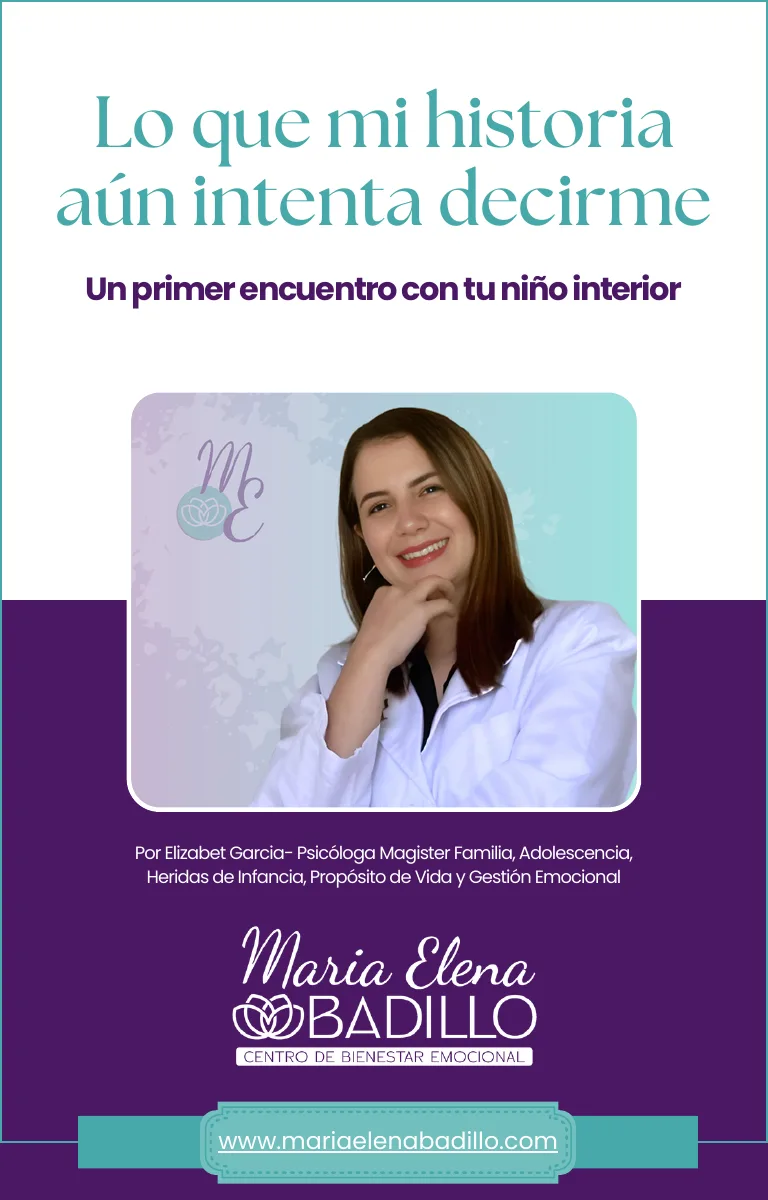 Lo que mi historia
aún intenta decirme
Un primer encuentro con tu niño interior
ME
Por Elizabet Garcia- Psicóloga Magister Familia, Adolescencia,
Heridas de Infancia, Propósito de Vida y Gestión Emocional
Maria Elena
BADILLO
CENTRO DE BIENESTAR EMOCIONAL
www.mariaelenabadillo.com